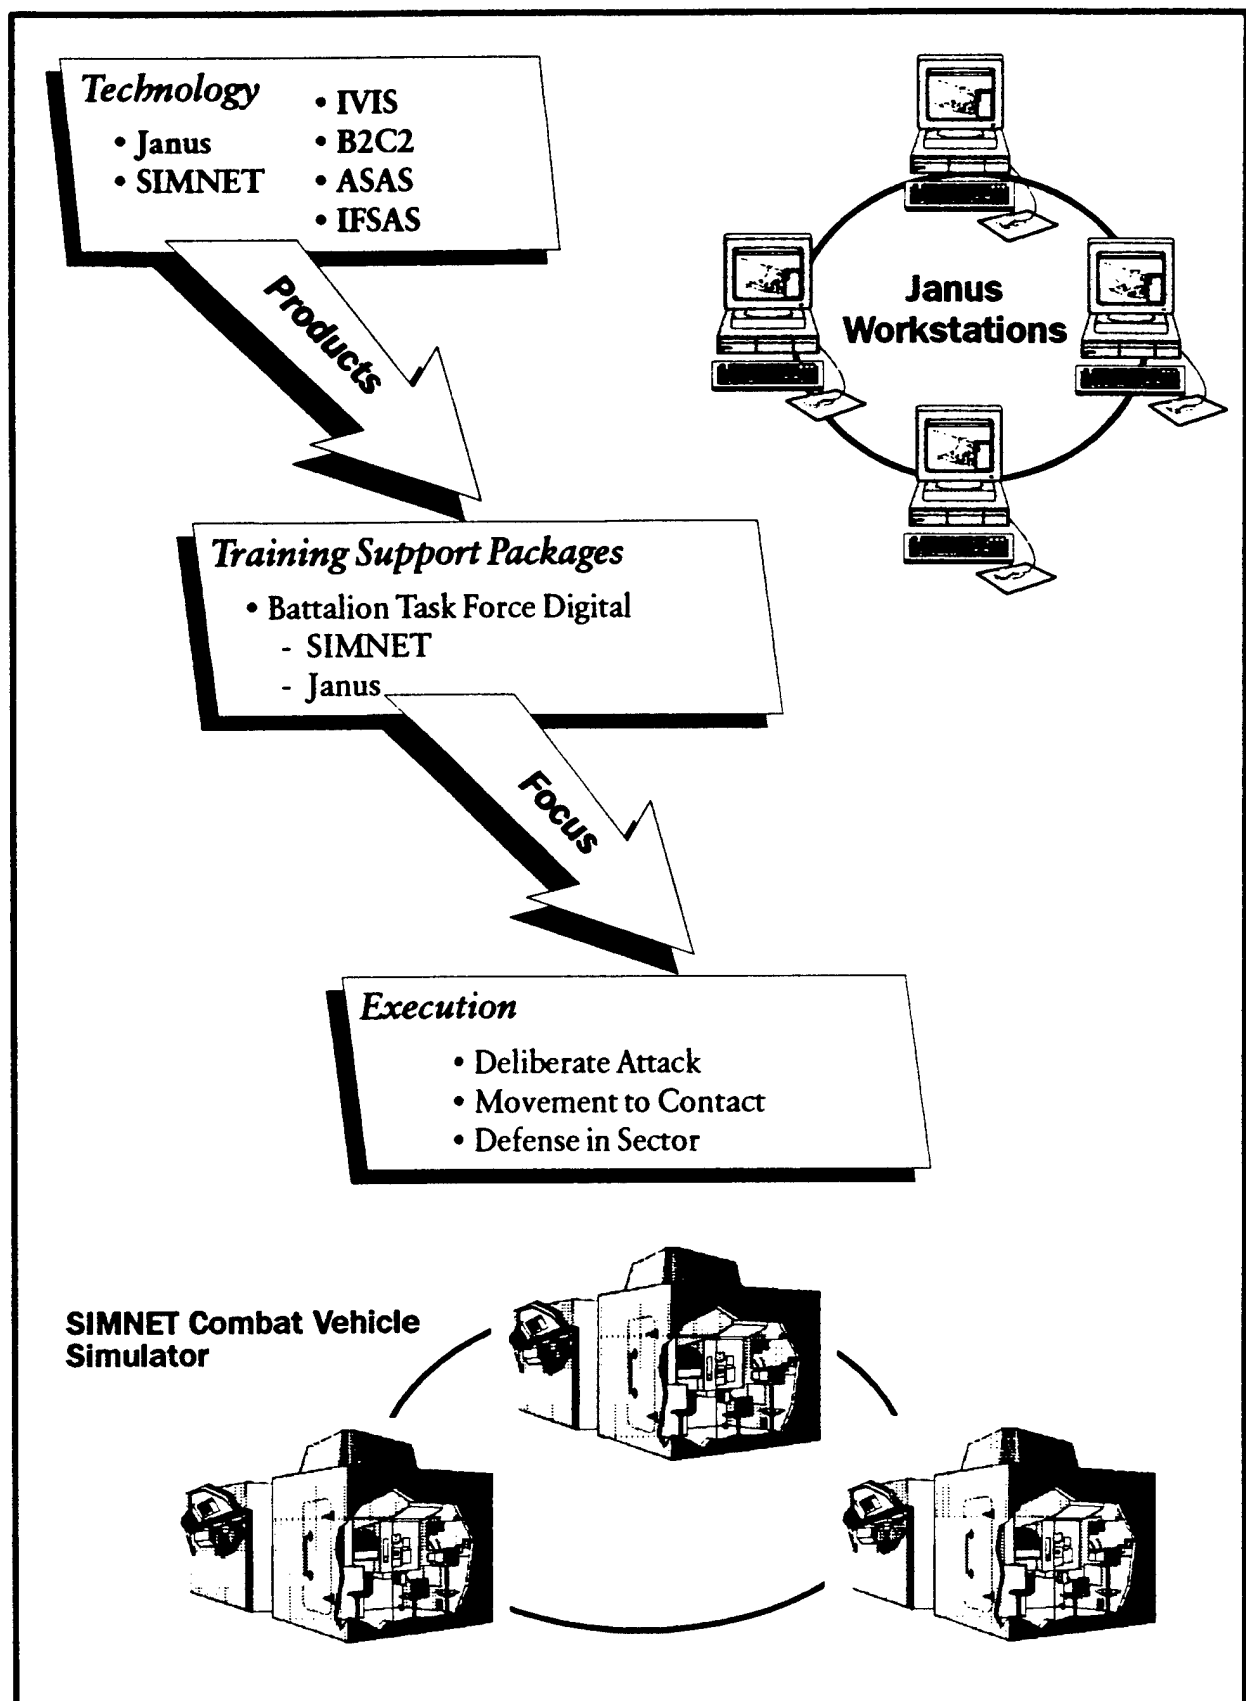 Technology
• Janus
• SIMNET
• IVIS
• B2C2
• ASAS
• IFSAS
Products
Janus
Workstations
Training Support Packages
• Battalion Task Force Digital
- SIMNET
- Janus
Focus
Execution
• Deliberate Attack
• Movement to Contact
• Defense in Sector
SIMNET Combat Vehicle
Simulator